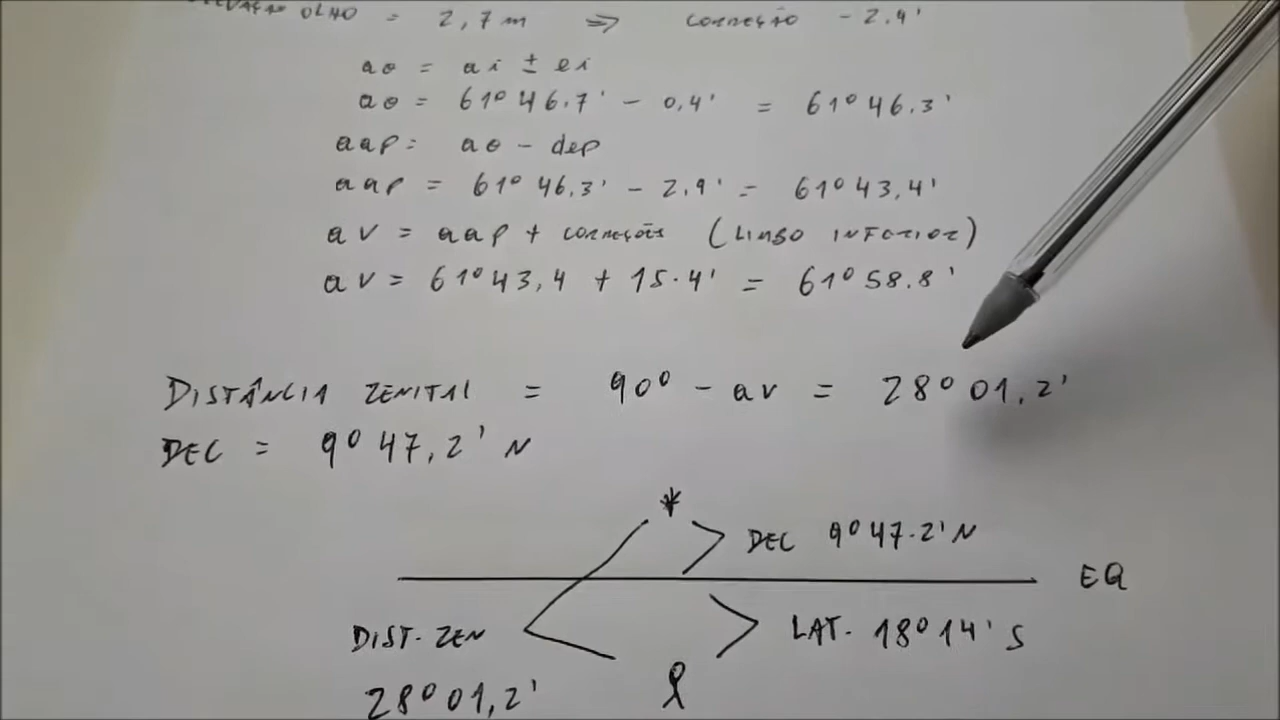 OLHO = 2,7 m ⇒ correção - 2.9'
ao = ai ± ei
ao = 61° 46.7' - 0,4' = 61° 46.3'
aap = ao - dep
aap = 61° 46,3' - 2,9' = 61° 43,4'
av = aap + correções (LIMBO INFERIOR)
av = 61° 43,4 + 15.4' = 61° 58.8'
DISTÂNCIA ZENITAL = 90° - av = 28° 01,2'
DEC = 9° 47,2' N
DEC 9° 47.2' N
EQ
DIST. ZEN LAT. 18° 14' S
28° 01,2'